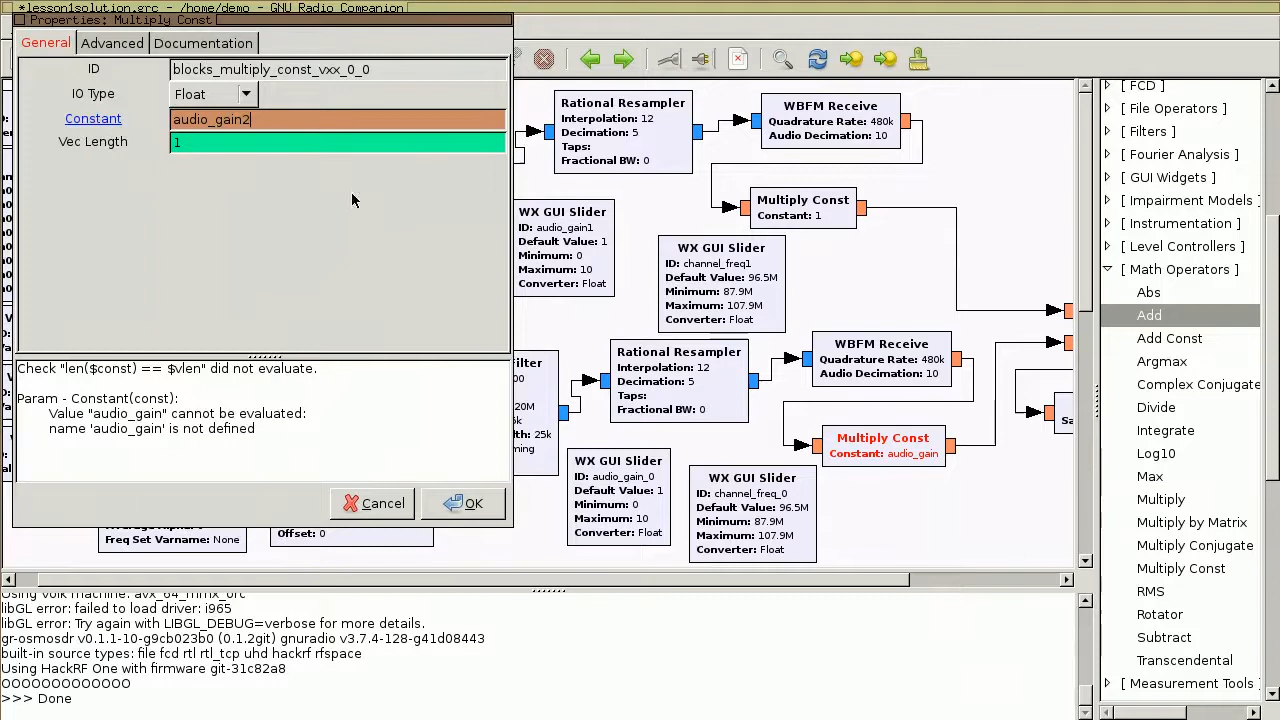 *lesson1solution.grc - /home/demo - GNU Radio Companion
Properties: Multiply Const
General
Advanced
Documentation
ID
blocks_multiply_const_vxx_0_0
IO Type
Float
Constant
audio_gain2
Vec Length
1
Check "len($const) == $vlen" did not evaluate.
Param - Constant(const):
Value "audio_gain" cannot be evaluated:
name 'audio_gain' is not defined
Cancel
OK
Rational Resampler
Interpolation: 12
Decimation: 5
Taps:
Fractional BW: 0
WBFM Receive
Quadrature Rate: 480k
Audio Decimation: 10
Multiply Const
Constant: 1
WX GUI Slider
ID: audio_gain1
Default Value: 1
Minimum: 0
Maximum: 10
Converter: Float
WX GUI Slider
ID: channel_freq1
Default Value: 96.5M
Minimum: 87.9M
Maximum: 107.9M
Converter: Float
Rational Resampler
Interpolation: 12
Decimation: 5
Taps:
Fractional BW: 0
WBFM Receive
Quadrature Rate: 480k
Audio Decimation: 10
Multiply Const
Constant: audio_gain
WX GUI Slider
ID: audio_gain_0
Default Value: 1
Minimum: 0
Maximum: 10
Converter: Float
WX GUI Slider
ID: channel_freq_0
Default Value: 96.5M
Minimum: 87.9M
Maximum: 107.9M
Converter: Float
Freq Set Varname: None
Offset: 0
[ FCD ]
[ File Operators ]
[ Filters ]
[ Fourier Analysis ]
[ GUI Widgets ]
[ Impairment Models ]
[ Instrumentation ]
[ Level Controllers ]
[ Math Operators ]
Abs
Add
Add Const
Argmax
Complex Conjugate
Divide
Integrate
Log10
Max
Multiply
Multiply by Matrix
Multiply Conjugate
Multiply Const
RMS
Rotator
Subtract
Transcendental
[ Measurement Tools ]
libGL error: failed to load driver: i965
libGL error: Try again with LIBGL_DEBUG=verbose for more details.
gr-osmosdr v0.1.1-10-g9cb023b0 (0.1.2git) gnuradio v3.7.4-128-g41d08443
built-in source types: file fcd rtl rtl_tcp uhd hackrf rfspace
Using HackRF One with firmware git-31c82a8
OOOOOOOOOOOOO
>>> Done